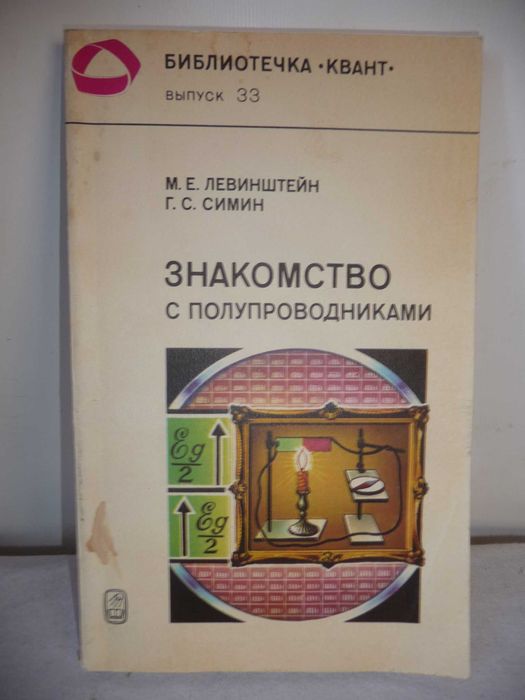 БИБЛИОТЕЧКА •КВАНТ•
ВЫПУСК 33
М. Е. ЛЕВИНШТЕЙН
Г. С. СИМИН
ЗНАКОМСТВО
С ПОЛУПРОВОДНИКАМИ
Eg/2
Eg/2